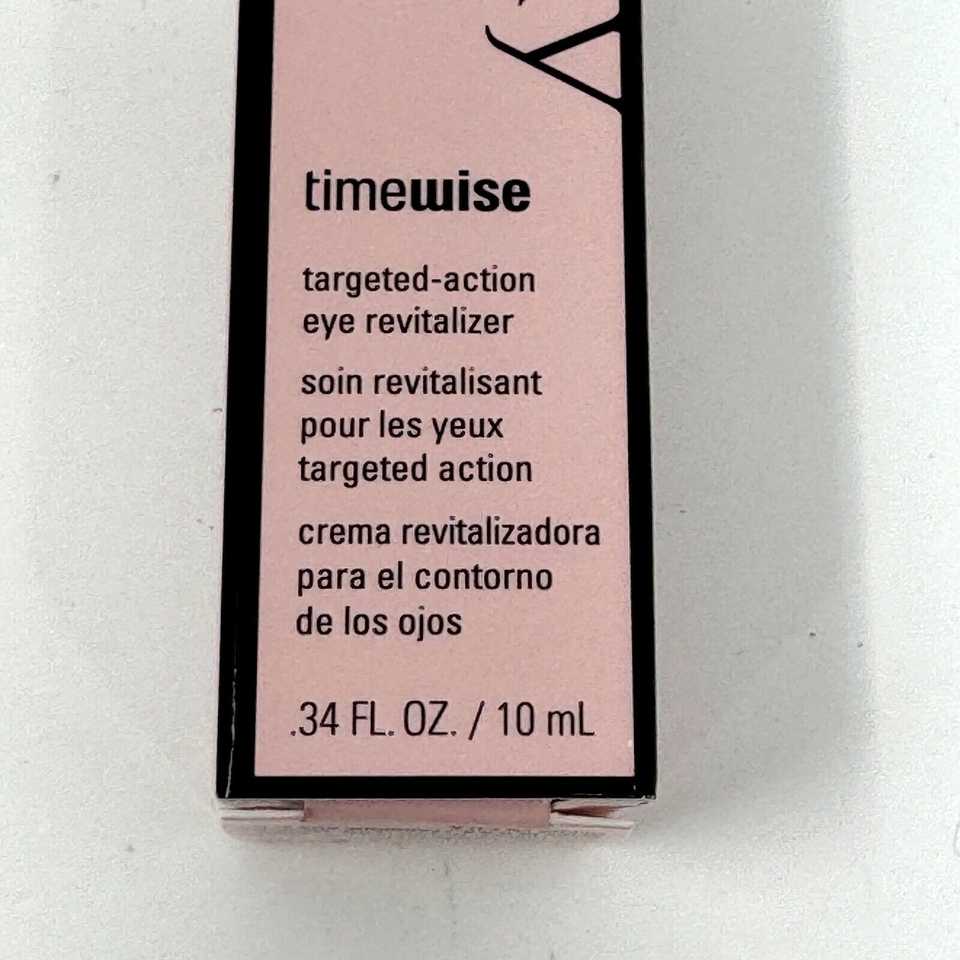 y
timewise
targeted-action
eye revitalizer
soin revitalisant
pour les yeux
targeted action
crema revitalizadora
para el contorno
de los ojos
.34 FL. OZ. / 10 mL